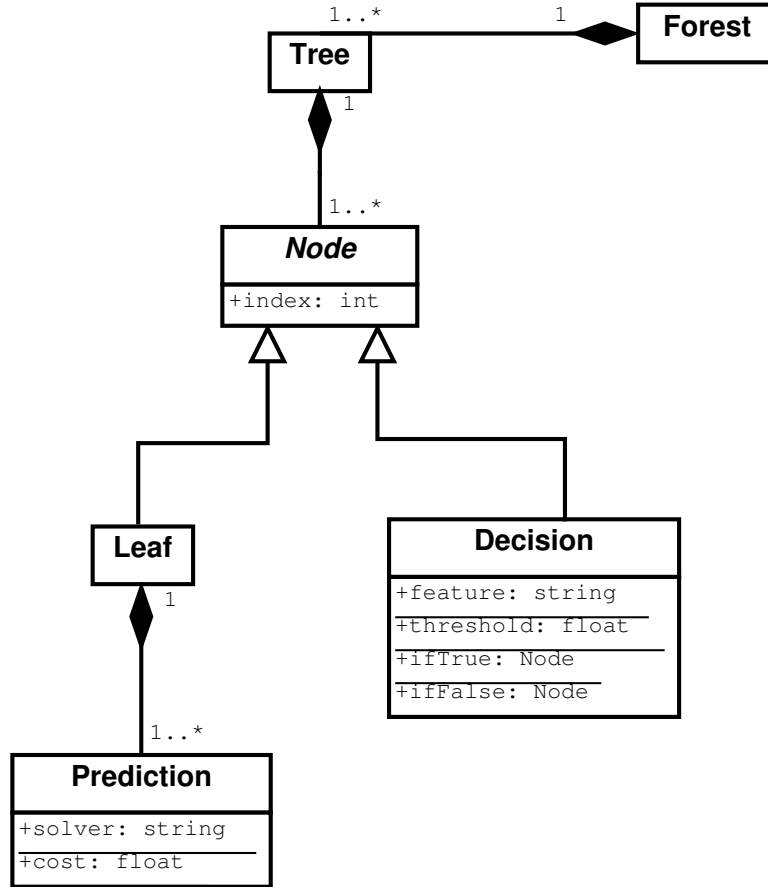 1..*
1
Forest
Tree
1
1..*
Node
+index: int
Leaf
1
Decision
+feature: string
+threshold: float
+ifTrue: Node
+ifFalse: Node
1..*
Prediction
+solver: string
+cost: float